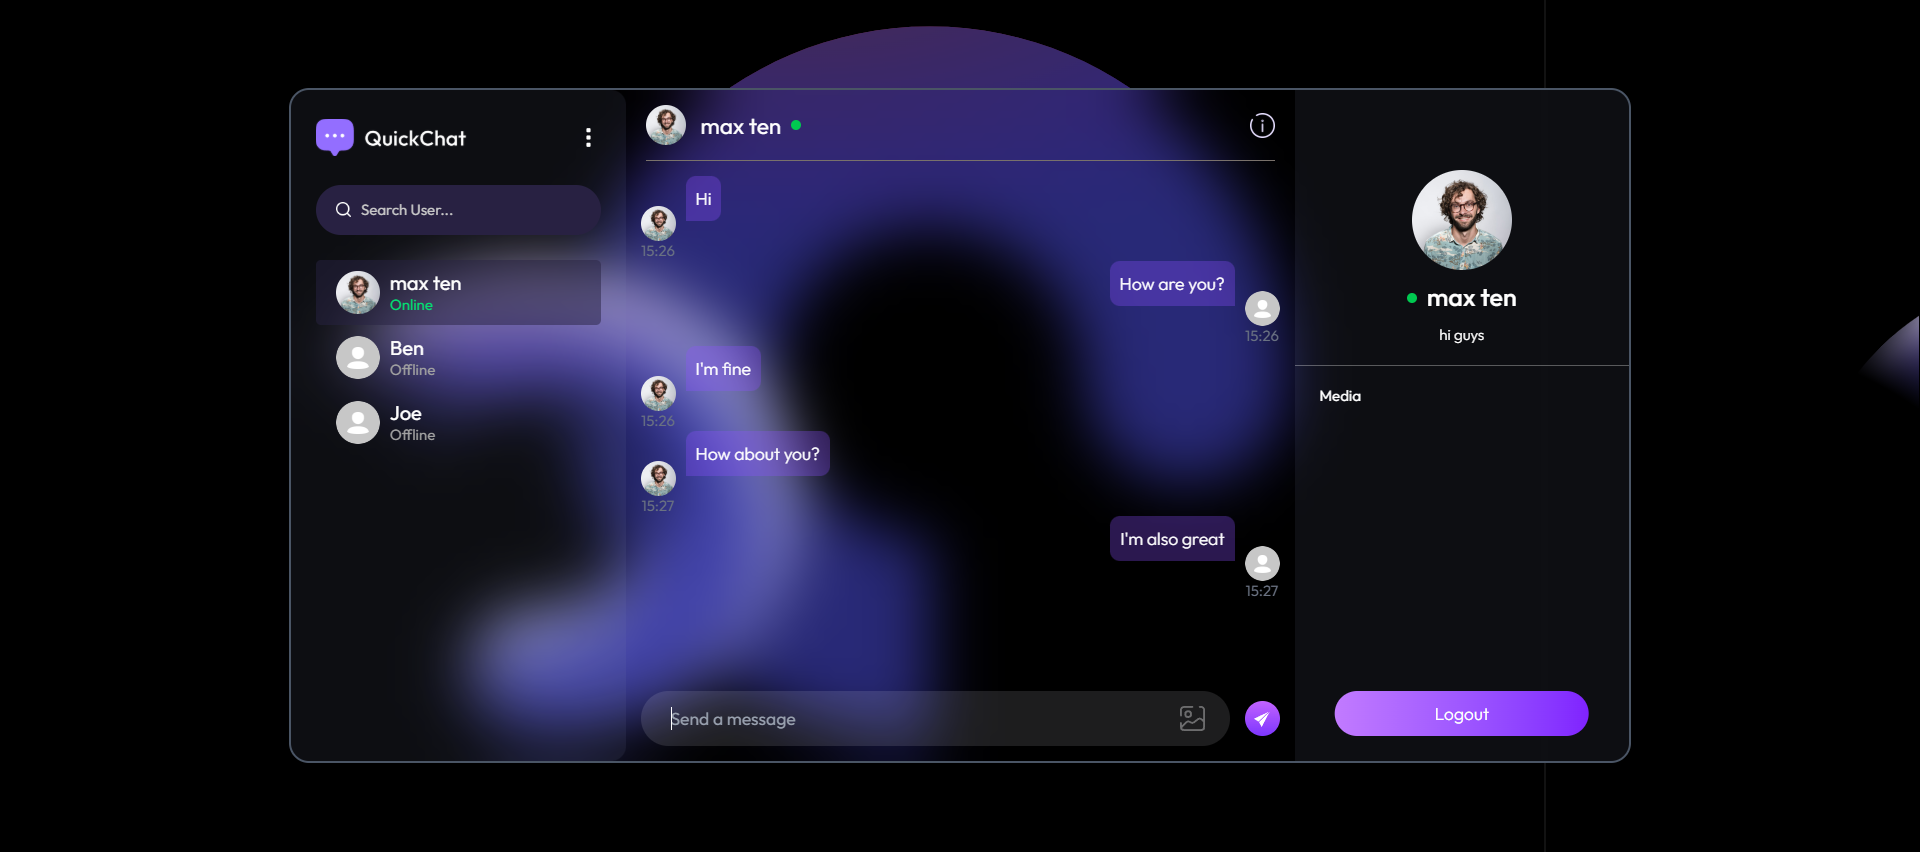 QuickChat
Search User...
max ten
Online
Ben
Offline
Joe
Offline
max ten
Hi
15:26
How are you?
15:26
I'm fine
15:26
How about you?
15:27
I'm also great
15:27
Send a message
max ten
hi guys
Media
Logout